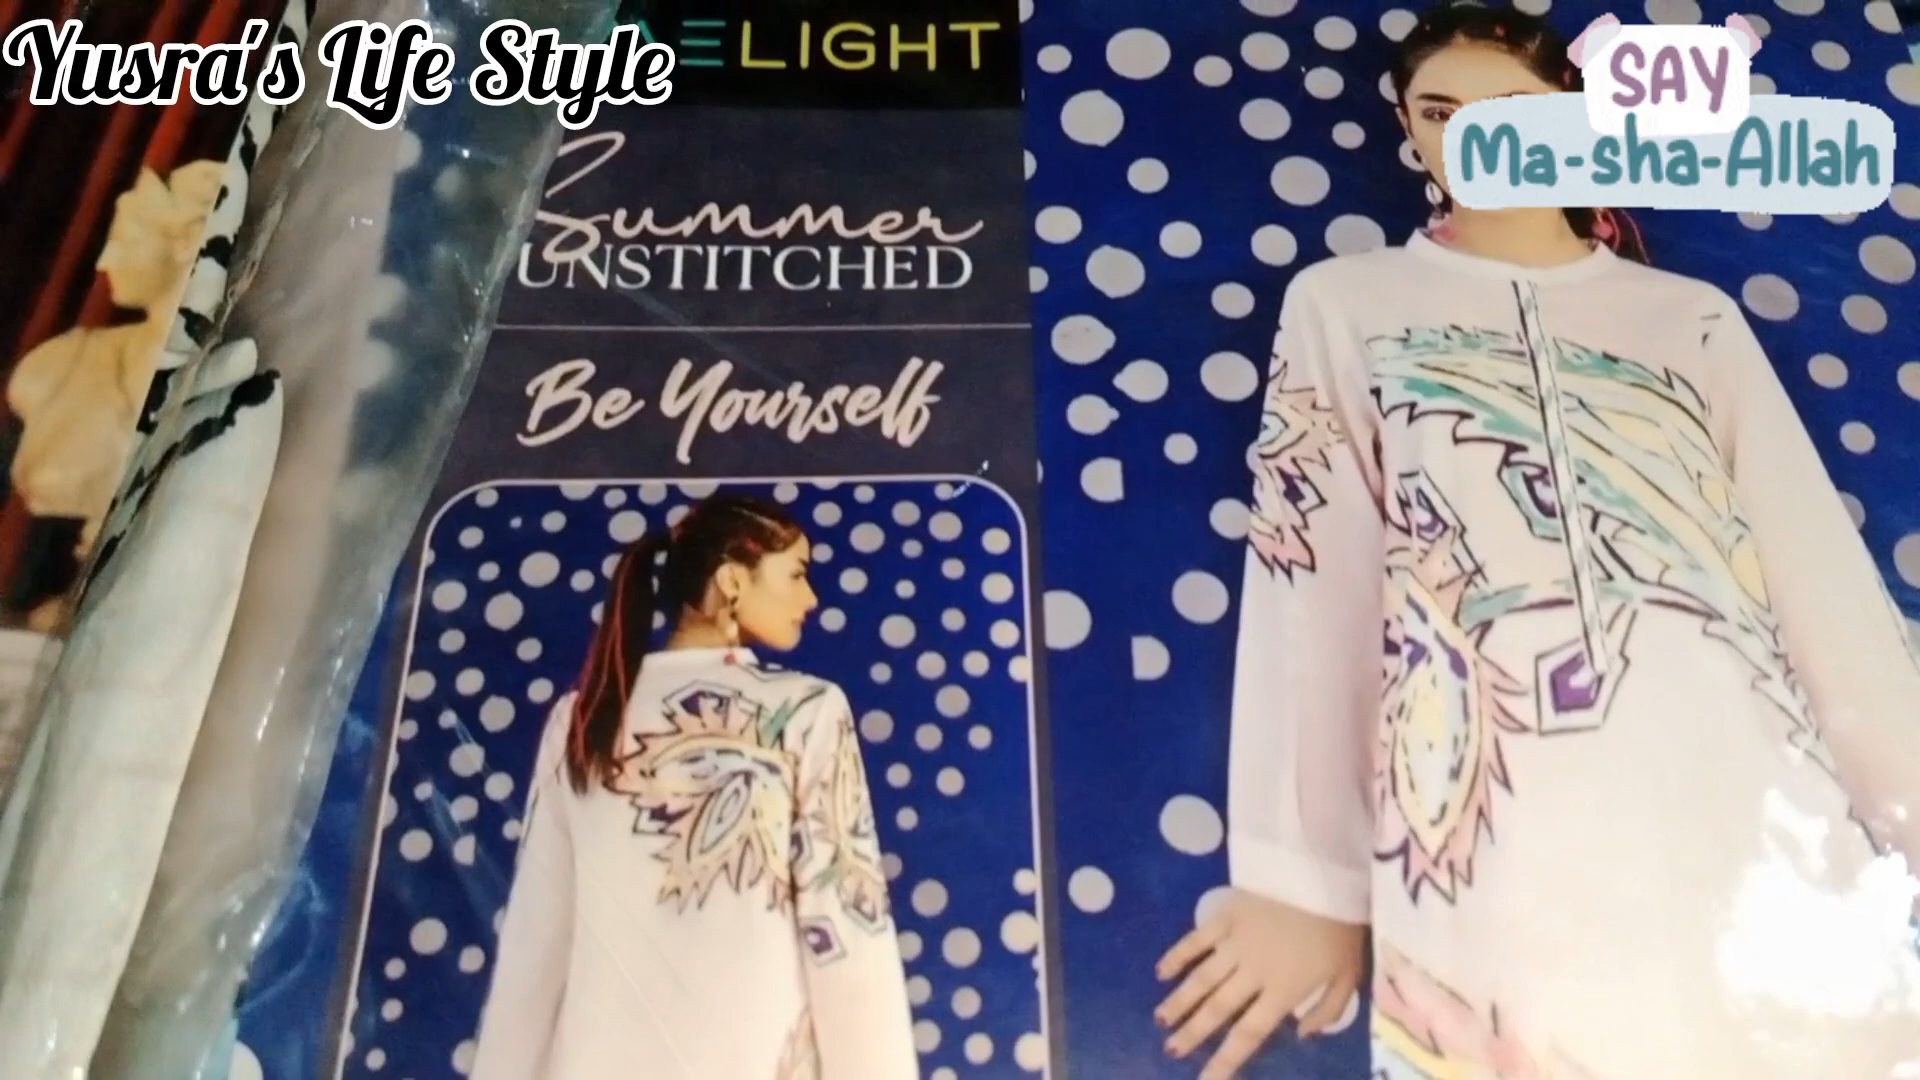 Yusra's Life Style
ELIGHT
SAY
Ma-sha-Allah
Summer
UNSTITCHED
Be Yourself